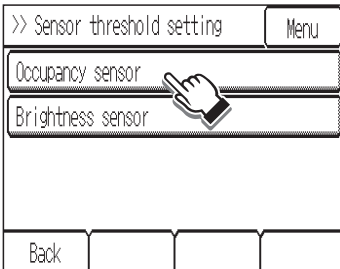 >> Sensor threshold setting
Menu
Occupancy sensor
Brightness sensor
Back